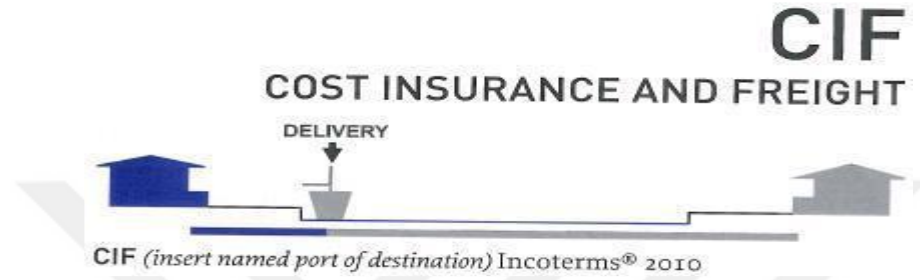 CIF
COST INSURANCE AND FREIGHT
DELIVERY
CIF (insert named port of destination) Incoterms® 2010